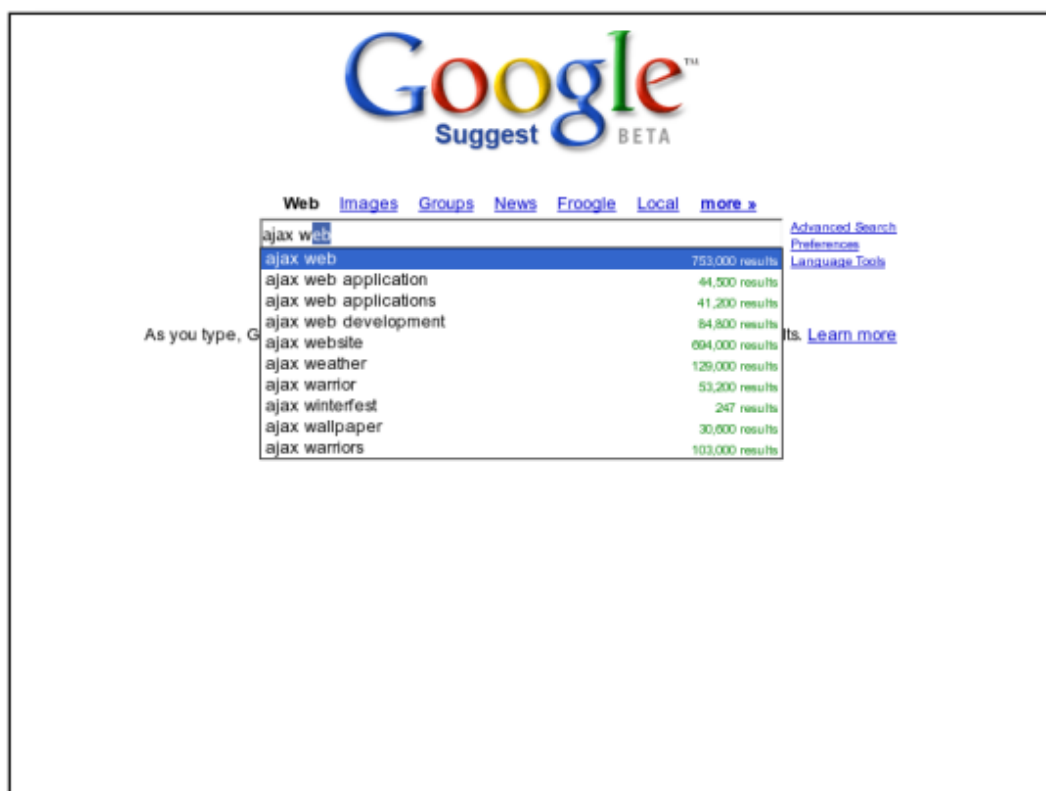 Google™
Suggest BETA
Web Images Groups News Froogle Local more »
ajax web
Advanced Search
Preferences
Language Tools
ajax web 753,000 results
ajax web application 44,500 results
ajax web applications 41,200 results
ajax web development 84,800 results
As you type, G lts. Learn more
ajax website 694,000 results
ajax weather 129,000 results
ajax warrior 53,200 results
ajax winterfest 247 results
ajax wallpaper 30,600 results
ajax warriors 103,000 results